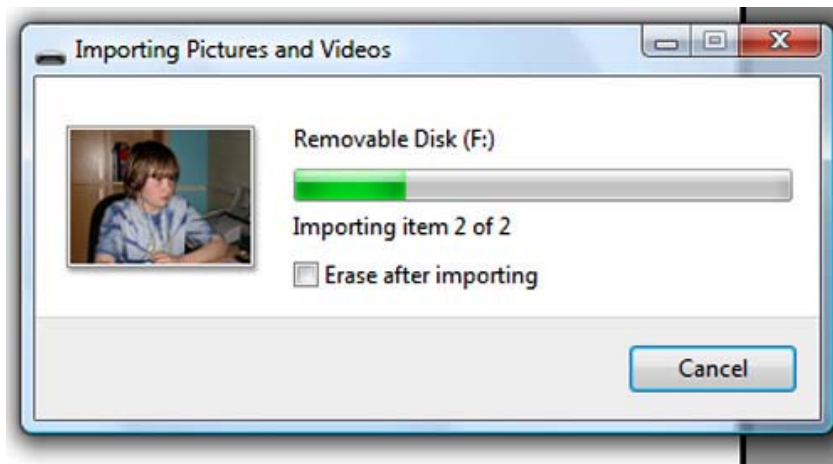 Importing Pictures and Videos
Removable Disk (F:)
Importing item 2 of 2
Erase after importing
Cancel